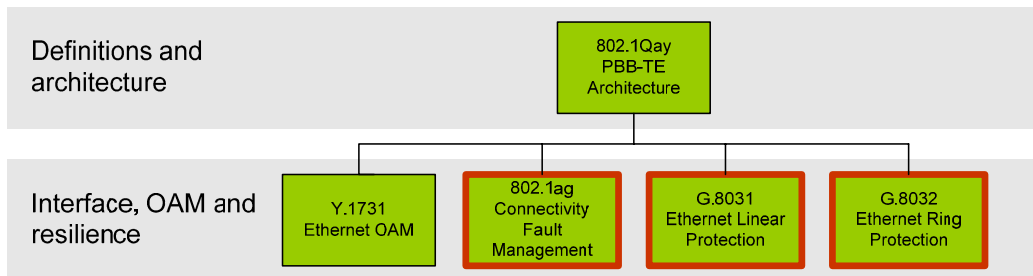 Definitions and
architecture
802.1Qay
PBB-TE
Architecture
Interface, OAM and
resilience
Y.1731
Ethernet OAM
802.1ag
Connectivity
Fault
Management
G.8031
Ethernet Linear
Protection
G.8032
Ethernet Ring
Protection